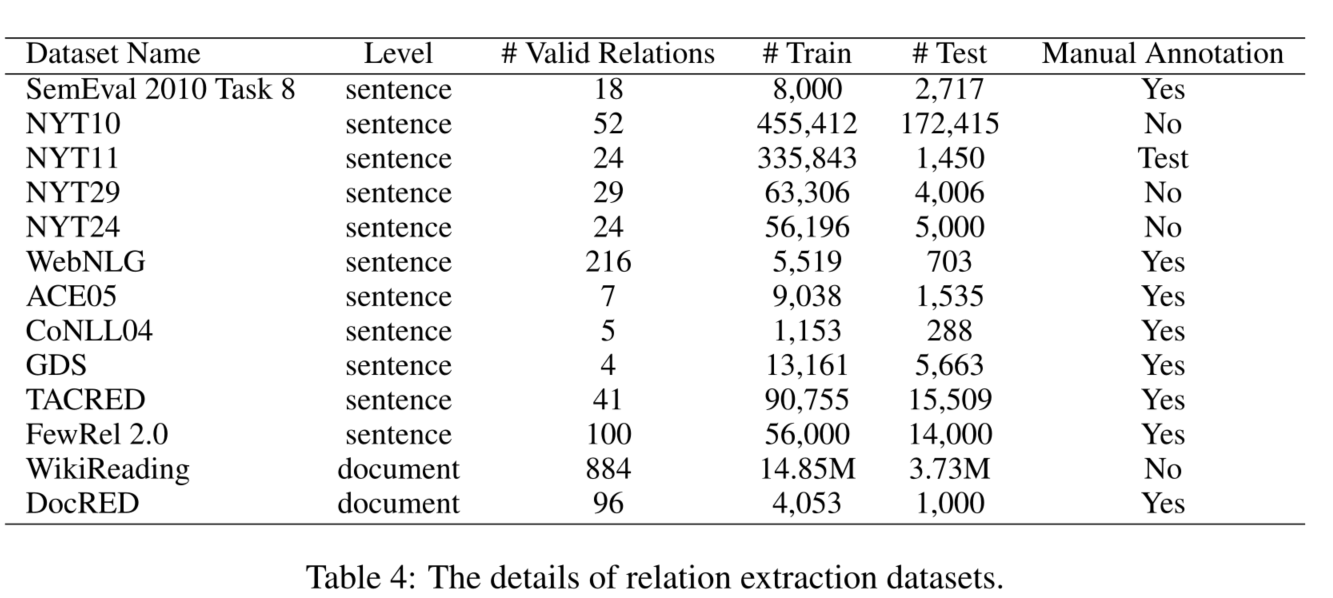 Dataset Name Level # Valid Relations # Train # Test Manual Annotation
SemEval 2010 Task 8 sentence 18 8,000 2,717 Yes
NYT10 sentence 52 455,412 172,415 No
NYT11 sentence 24 335,843 1,450 Test
NYT29 sentence 29 63,306 4,006 No
NYT24 sentence 24 56,196 5,000 No
WebNLG sentence 216 5,519 703 Yes
ACE05 sentence 7 9,038 1,535 Yes
CoNLL04 sentence 5 1,153 288 Yes
GDS sentence 4 13,161 5,663 Yes
TACRED sentence 41 90,755 15,509 Yes
FewRel 2.0 sentence 100 56,000 14,000 Yes
WikiReading document 884 14.85M 3.73M No
DocRED document 96 4,053 1,000 Yes
Table 4: The details of relation extraction datasets.